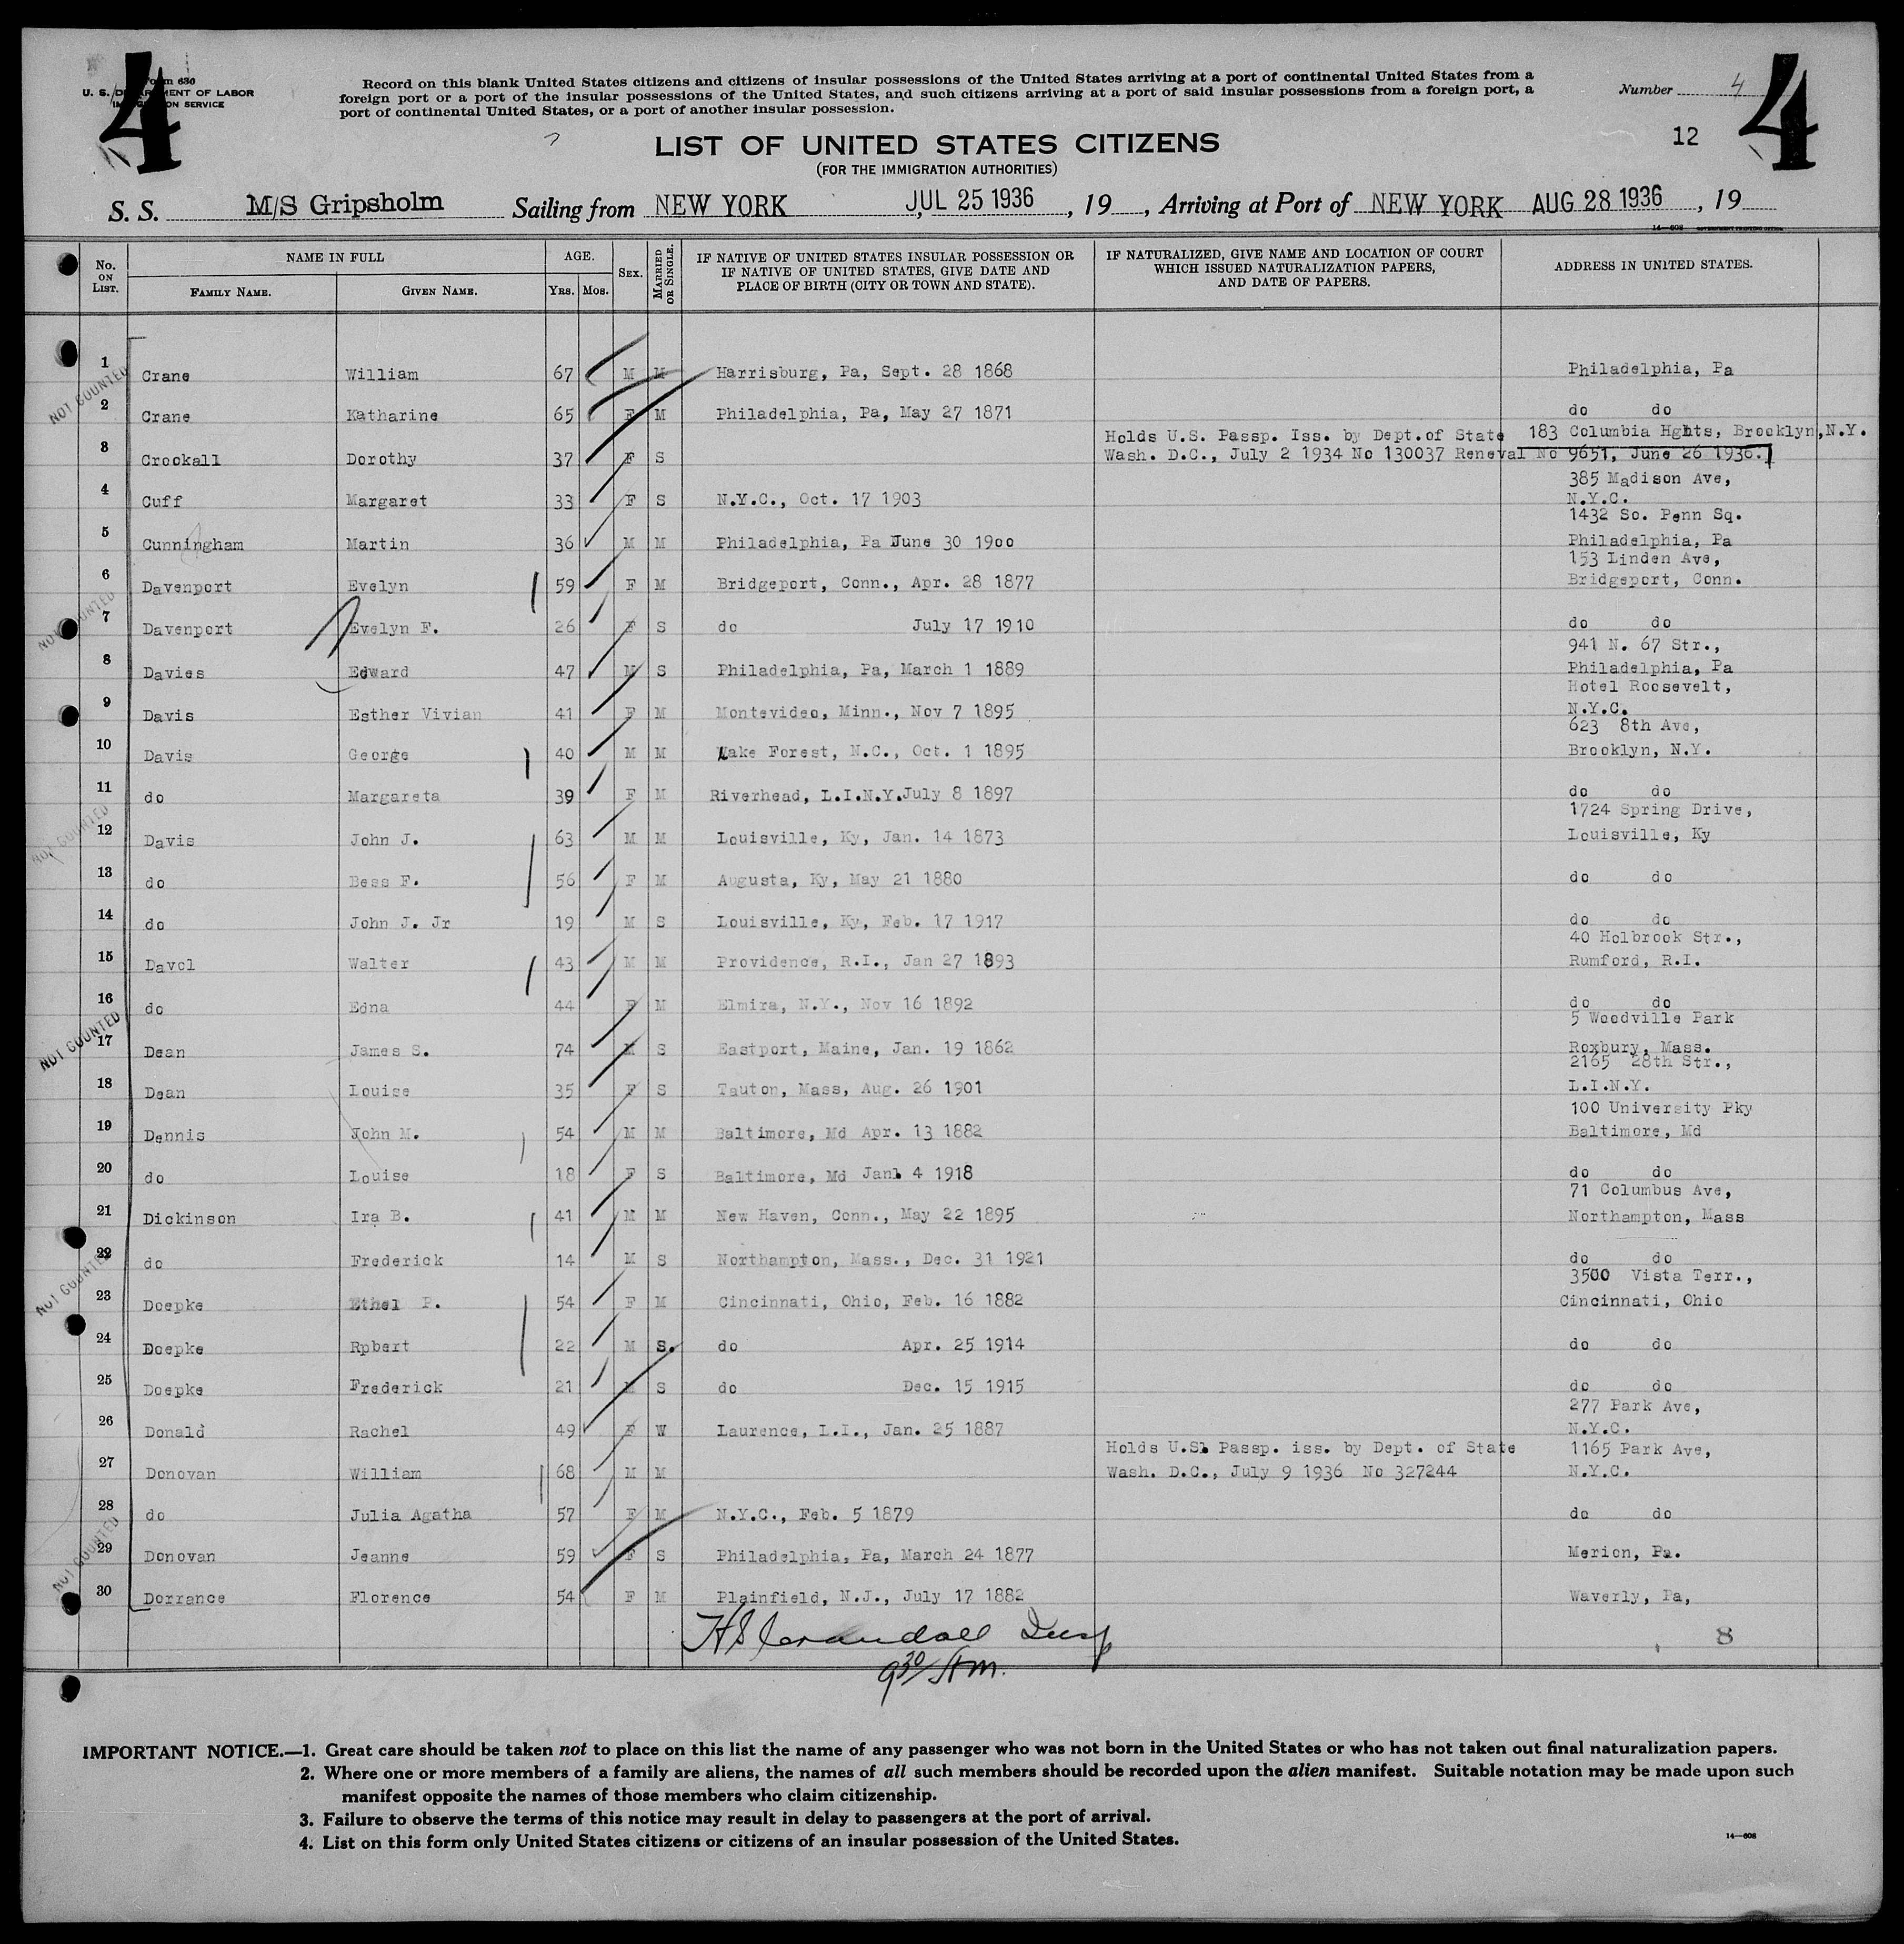 4
Form 630
U. S. DEPARTMENT OF LABOR
IMMIGRATION SERVICE
Record on this blank United States citizens and citizens of insular possessions of the United States arriving at a port of continental United States from a
foreign port or a port of the insular possessions of the United States, and such citizens arriving at a port of said insular possessions from a foreign port, a
port of continental United States, or a port of another insular possession.
Number 4
12
4
LIST OF UNITED STATES CITIZENS
(FOR THE IMMIGRATION AUTHORITIES)
S. S. M/S Gripsholm Sailing from NEW YORK JUL 25 1936, 19 , Arriving at Port of NEW YORK AUG 28 1936, 19
14—608 GOVERNMENT PRINTING OFFICE
No. ON LIST. NAME IN FULL FAMILY NAME. GIVEN NAME. AGE. YRS. MOS. SEX. MARRIED OR SINGLE. IF NATIVE OF UNITED STATES INSULAR POSSESSION OR IF NATIVE OF UNITED STATES, GIVE DATE AND PLACE OF BIRTH (CITY OR TOWN AND STATE). IF NATURALIZED, GIVE NAME AND LOCATION OF COURT WHICH ISSUED NATURALIZATION PAPERS, AND DATE OF PAPERS. ADDRESS IN UNITED STATES.
1 Crane William 67 M M Harrisburg, Pa, Sept. 28 1868 Philadelphia, Pa
NOT COUNTED
2 Crane Katharine 65 F M Philadelphia, Pa, May 27 1871 do do
Holds U.S. Passp. Iss. by Dept.of State 183 Columbia Hghts, Brooklyn,N.Y.
3 Crookall Dorothy 37 F S Wash. D.C., July 2 1934 No 130037 Renewal No 9651, June 26 1936.
385 Madison Ave,
4 Cuff Margaret 33 F S N.Y.C., Oct. 17 1903 N.Y.C.
1432 So. Penn Sq.
5 Cunningham Martin 36 M M Philadelphia, Pa June 30 1900 Philadelphia, Pa
153 Linden Ave,
6 Davenport Evelyn 59 F M Bridgeport, Conn., Apr. 28 1877 Bridgeport, Conn.
NOT COUNTED
7 Davenport Evelyn F. 26 F S do July 17 1910 do do
941 N. 67 Str.,
8 Davies Edward 47 M S Philadelphia, Pa, March 1 1889 Philadelphia, Pa
Hotel Roosevelt,
9 Davis Esther Vivian 41 F M Montevideo, Minn., Nov 7 1895 N.Y.C.
623 8th Ave,
10 Davis George 40 M M Lake Forest, N.C., Oct. 1 1895 Brooklyn, N.Y.
11 do Margareta 39 F M Riverhead, L.I.N.Y.July 8 1897 do do
1724 Spring Drive,
NOT COUNTED
12 Davis John J. 63 M M Louisville, Ky, Jan. 14 1873 Louisville, Ky
13 do Bess F. 56 F M Augusta, Ky, May 21 1880 do do
14 do John J. Jr 19 M S Louisville, Ky, Feb. 17 1917 do do
40 Holbrook Str.,
15 Davol Walter 43 M M Providence, R.I., Jan 27 1893 Rumford, R.I.
16 do Edna 44 F M Elmira, N.Y., Nov 16 1892 do do
5 Woodville Park
NOT COUNTED
17 Dean James S. 74 M S Eastport, Maine, Jan. 19 1862 Roxbury, Mass.
2165 28th Str.,
18 Dean Louise 35 F S Tauton, Mass, Aug. 26 1901 L.I.N.Y.
100 University Pky
19 Dennis John M. 54 M M Baltimore, Md Apr. 13 1882 Baltimore, Md
20 do Louise 18 F S Baltimore, Md Jan. 4 1918 do do
71 Columbus Ave,
21 Dickinson Ira B. 41 M M New Haven, Conn., May 22 1895 Northampton, Mass
22 do Frederick 14 M S Northampton, Mass., Dec. 31 1921 do do
NOT COUNTED
3500 Vista Terr.,
23 Doepke Ethel P. 54 F M Cincinnati, Ohio, Feb. 16 1882 Cincinnati, Ohio
24 Doepke Rpbert 22 M S. do Apr. 25 1914 do do
25 Doepke Frederick 21 M S do Dec. 15 1915 do do
277 Park Ave,
26 Donald Rachel 49 F W Laurence, L.I., Jan. 25 1887 N.Y.C.
Holds U.S. Passp. iss. by Dept. of State 1165 Park Ave,
27 Donovan William 68 M M Wash. D.C., July 9 1936 No 327244 N.Y.C.
28 do Julia Agatha 57 F M N.Y.C., Feb. 5 1879 do do
NOT COUNTED
29 Donovan Jeanne 59 F S Philadelphia, Pa, March 24 1877 Merion, Pa.
30 Dorrance Florence 54 F M Plainfield, N.J., July 17 1882 Waverly, Pa,
H S Crandall Insp
8
9 30/ AM.
IMPORTANT NOTICE.—1. Great care should be taken not to place on this list the name of any passenger who was not born in the United States or who has not taken out final naturalization papers.
2. Where one or more members of a family are aliens, the names of all such members should be recorded upon the alien manifest. Suitable notation may be made upon such
manifest opposite the names of those members who claim citizenship.
3. Failure to observe the terms of this notice may result in delay to passengers at the port of arrival.
4. List on this form only United States citizens or citizens of an insular possession of the United States.
14—608